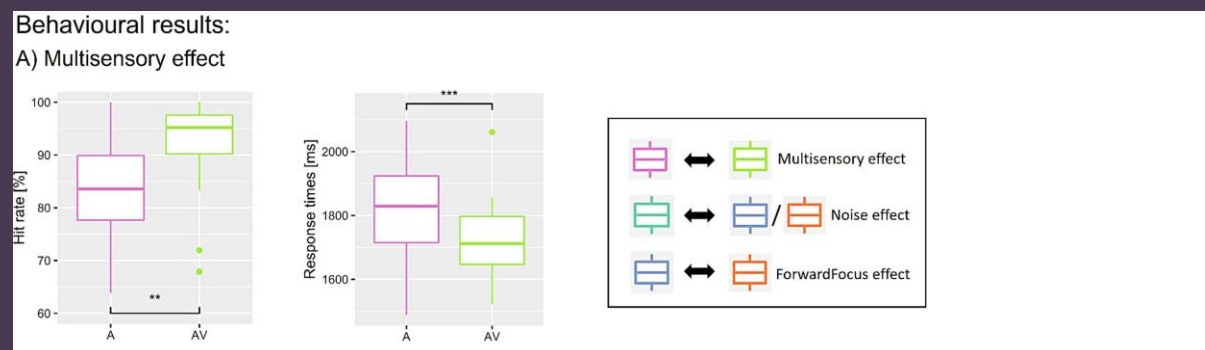 Behavioural results:
A) Multisensory effect
Hit rate [%]
100
90
80
70
60
**
A
AV
Response times [ms]
2000
1800
1600
***
A
AV
Multisensory effect
/
Noise effect
ForwardFocus effect